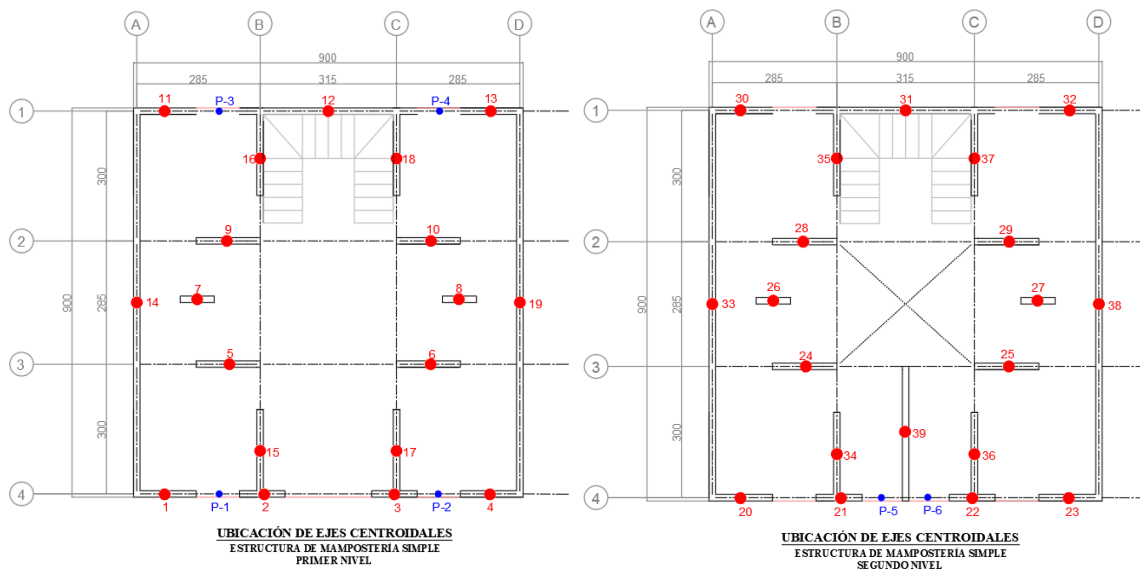 A B C D
900
285 315 285
11 P-3 12 P-4 13
1
16 18
300
9 10
2
7 8
900 285 14 19
5 6
3
300
15 17
4
1 P-1 2 3 P-2 4
UBICACIÓN DE EJES CENTROIDALES
ESTRUCTURA DE MAMPOSTERÍA SIMPLE
PRIMER NIVEL
A B C D
900
285 315 285
30 31 32
1
35 37
300
28 29
2
26 27
900 285 33 38
24 25
3
300
39
34 36
4
20 21 P-5 P-6 22 23
UBICACIÓN DE EJES CENTROIDALES
ESTRUCTURA DE MAMPOSTERÍA SIMPLE
SEGUNDO NIVEL